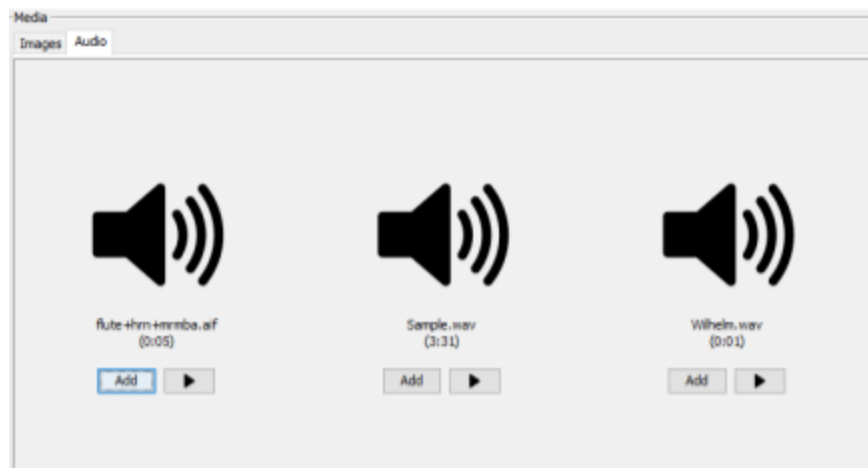 Media
Images Audio
flute+hrn+mrmba.aif
(0:05)
Add
Sample.wav
(3:31)
Add
Wilhelm.wav
(0:01)
Add